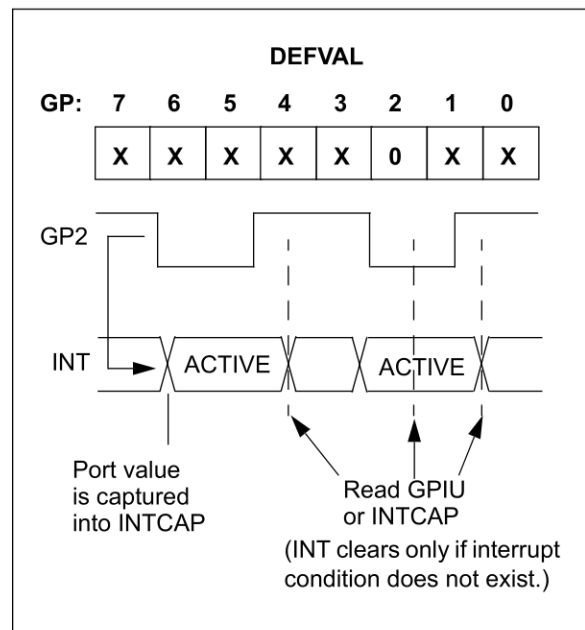 DEFVAL
GP: 7 6 5 4 3 2 1 0
X X X X X 0 X X
GP2
INT ACTIVE ACTIVE
Port value
is captured
into INTCAP
Read GPIU
or INTCAP
(INT clears only if interrupt
condition does not exist.)